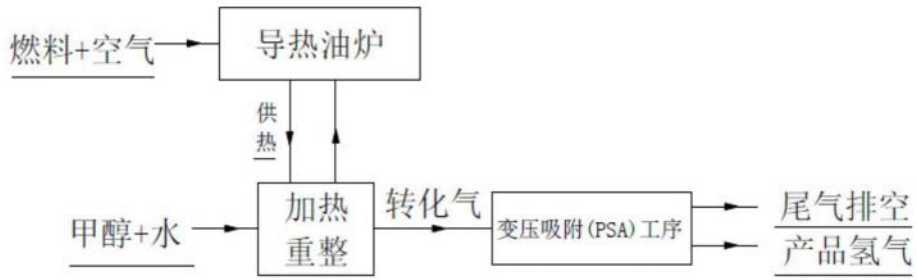 燃料+空气
导热油炉
供
热
甲醇+水
加热
重整
转化气
变压吸附(PSA)工序
尾气排空
产品氢气